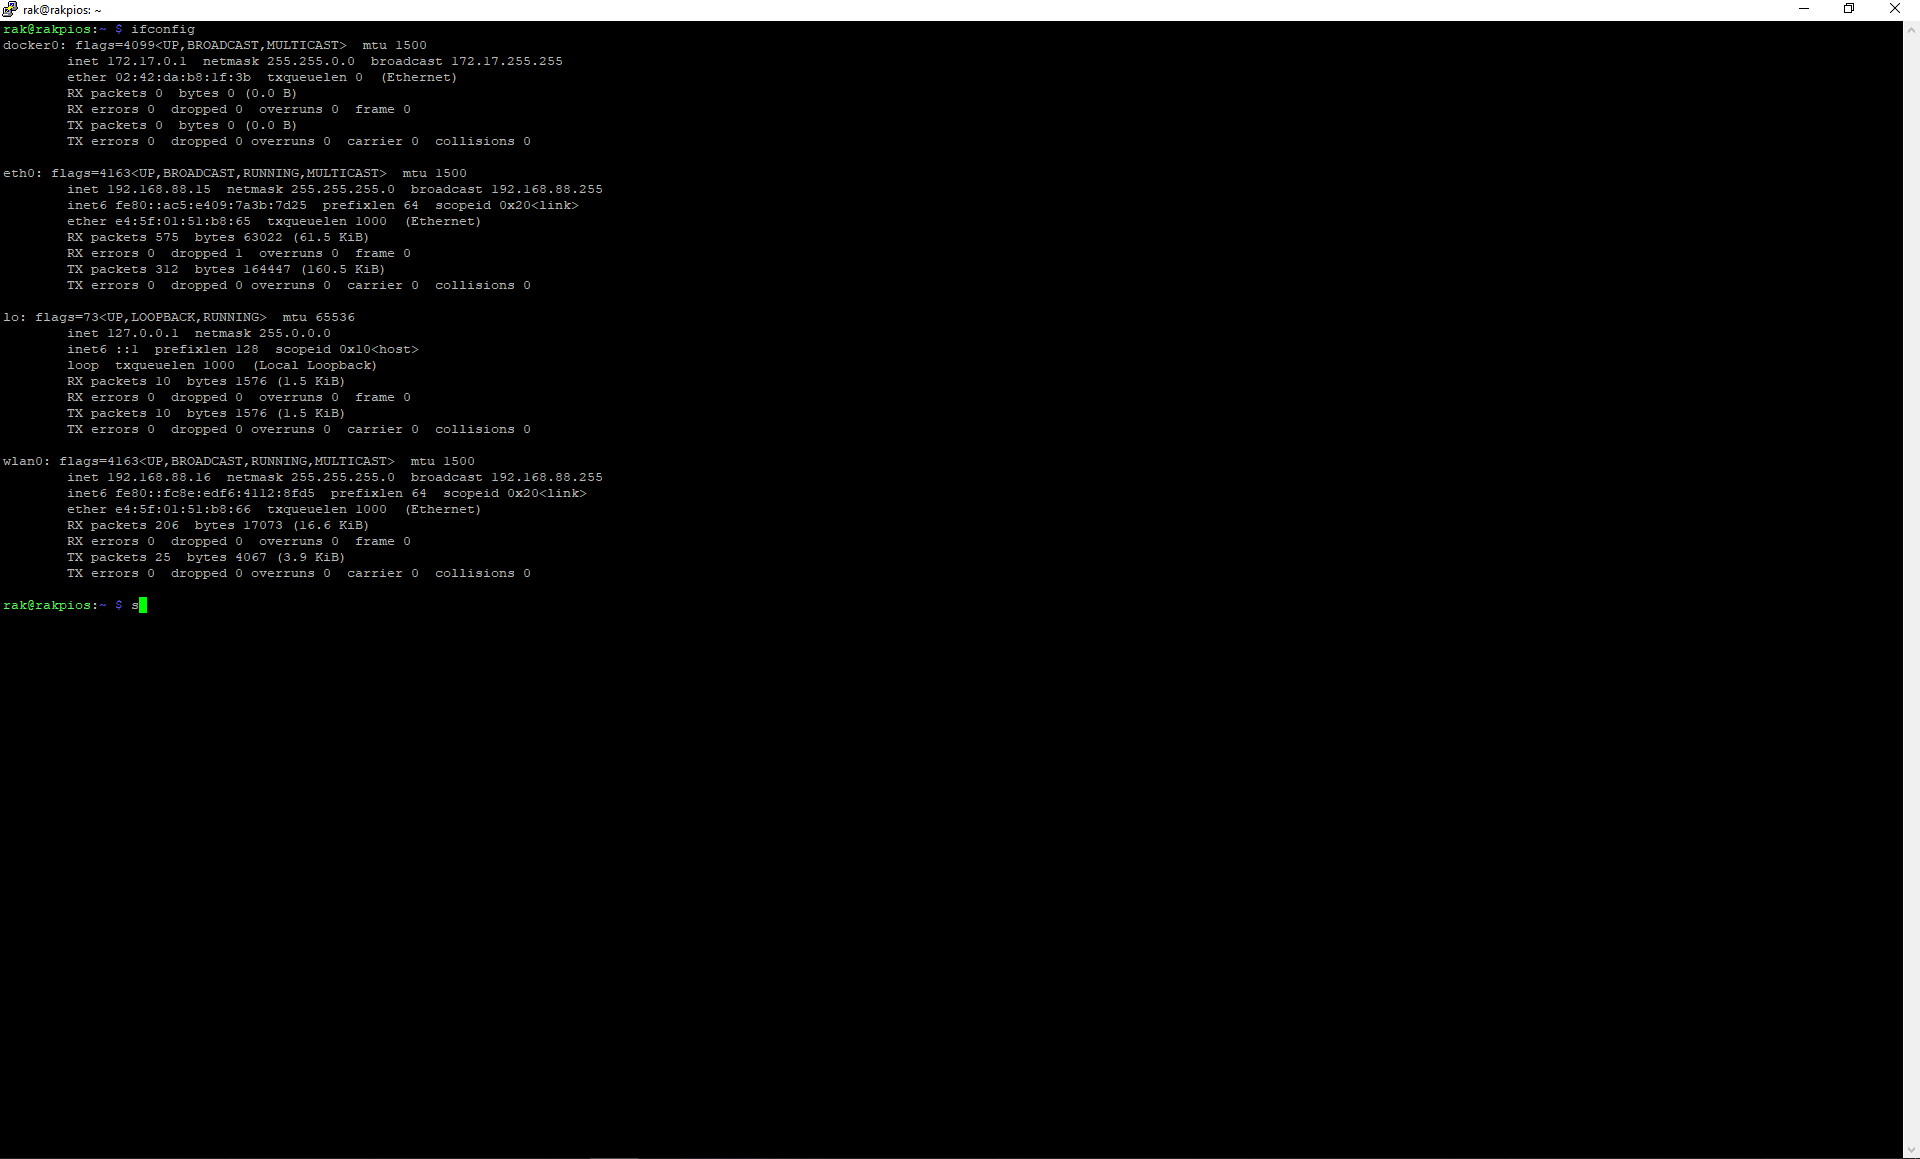 rak@rakpios: ~
rak@rakpios:~ $ ifconfig
docker0: flags=4099<UP,BROADCAST,MULTICAST>  mtu 1500
        inet 172.17.0.1  netmask 255.255.0.0  broadcast 172.17.255.255
        ether 02:42:da:b8:1f:3b  txqueuelen 0  (Ethernet)
        RX packets 0  bytes 0 (0.0 B)
        RX errors 0  dropped 0  overruns 0  frame 0
        TX packets 0  bytes 0 (0.0 B)
        TX errors 0  dropped 0 overruns 0  carrier 0  collisions 0

eth0: flags=4163<UP,BROADCAST,RUNNING,MULTICAST>  mtu 1500
        inet 192.168.88.15  netmask 255.255.255.0  broadcast 192.168.88.255
        inet6 fe80::ac5:e409:7a3b:7d25  prefixlen 64  scopeid 0x20<link>
        ether e4:5f:01:51:b8:65  txqueuelen 1000  (Ethernet)
        RX packets 575  bytes 63022 (61.5 KiB)
        RX errors 0  dropped 1  overruns 0  frame 0
        TX packets 312  bytes 164447 (160.5 KiB)
        TX errors 0  dropped 0 overruns 0  carrier 0  collisions 0

lo: flags=73<UP,LOOPBACK,RUNNING>  mtu 65536
        inet 127.0.0.1  netmask 255.0.0.0
        inet6 ::1  prefixlen 128  scopeid 0x10<host>
        loop  txqueuelen 1000  (Local Loopback)
        RX packets 10  bytes 1576 (1.5 KiB)
        RX errors 0  dropped 0  overruns 0  frame 0
        TX packets 10  bytes 1576 (1.5 KiB)
        TX errors 0  dropped 0 overruns 0  carrier 0  collisions 0

wlan0: flags=4163<UP,BROADCAST,RUNNING,MULTICAST>  mtu 1500
        inet 192.168.88.16  netmask 255.255.255.0  broadcast 192.168.88.255
        inet6 fe80::fc8e:edf6:4112:8fd5  prefixlen 64  scopeid 0x20<link>
        ether e4:5f:01:51:b8:66  txqueuelen 1000  (Ethernet)
        RX packets 206  bytes 17073 (16.6 KiB)
        RX errors 0  dropped 0  overruns 0  frame 0
        TX packets 25  bytes 4067 (3.9 KiB)
        TX errors 0  dropped 0 overruns 0  carrier 0  collisions 0

rak@rakpios:~ $ s